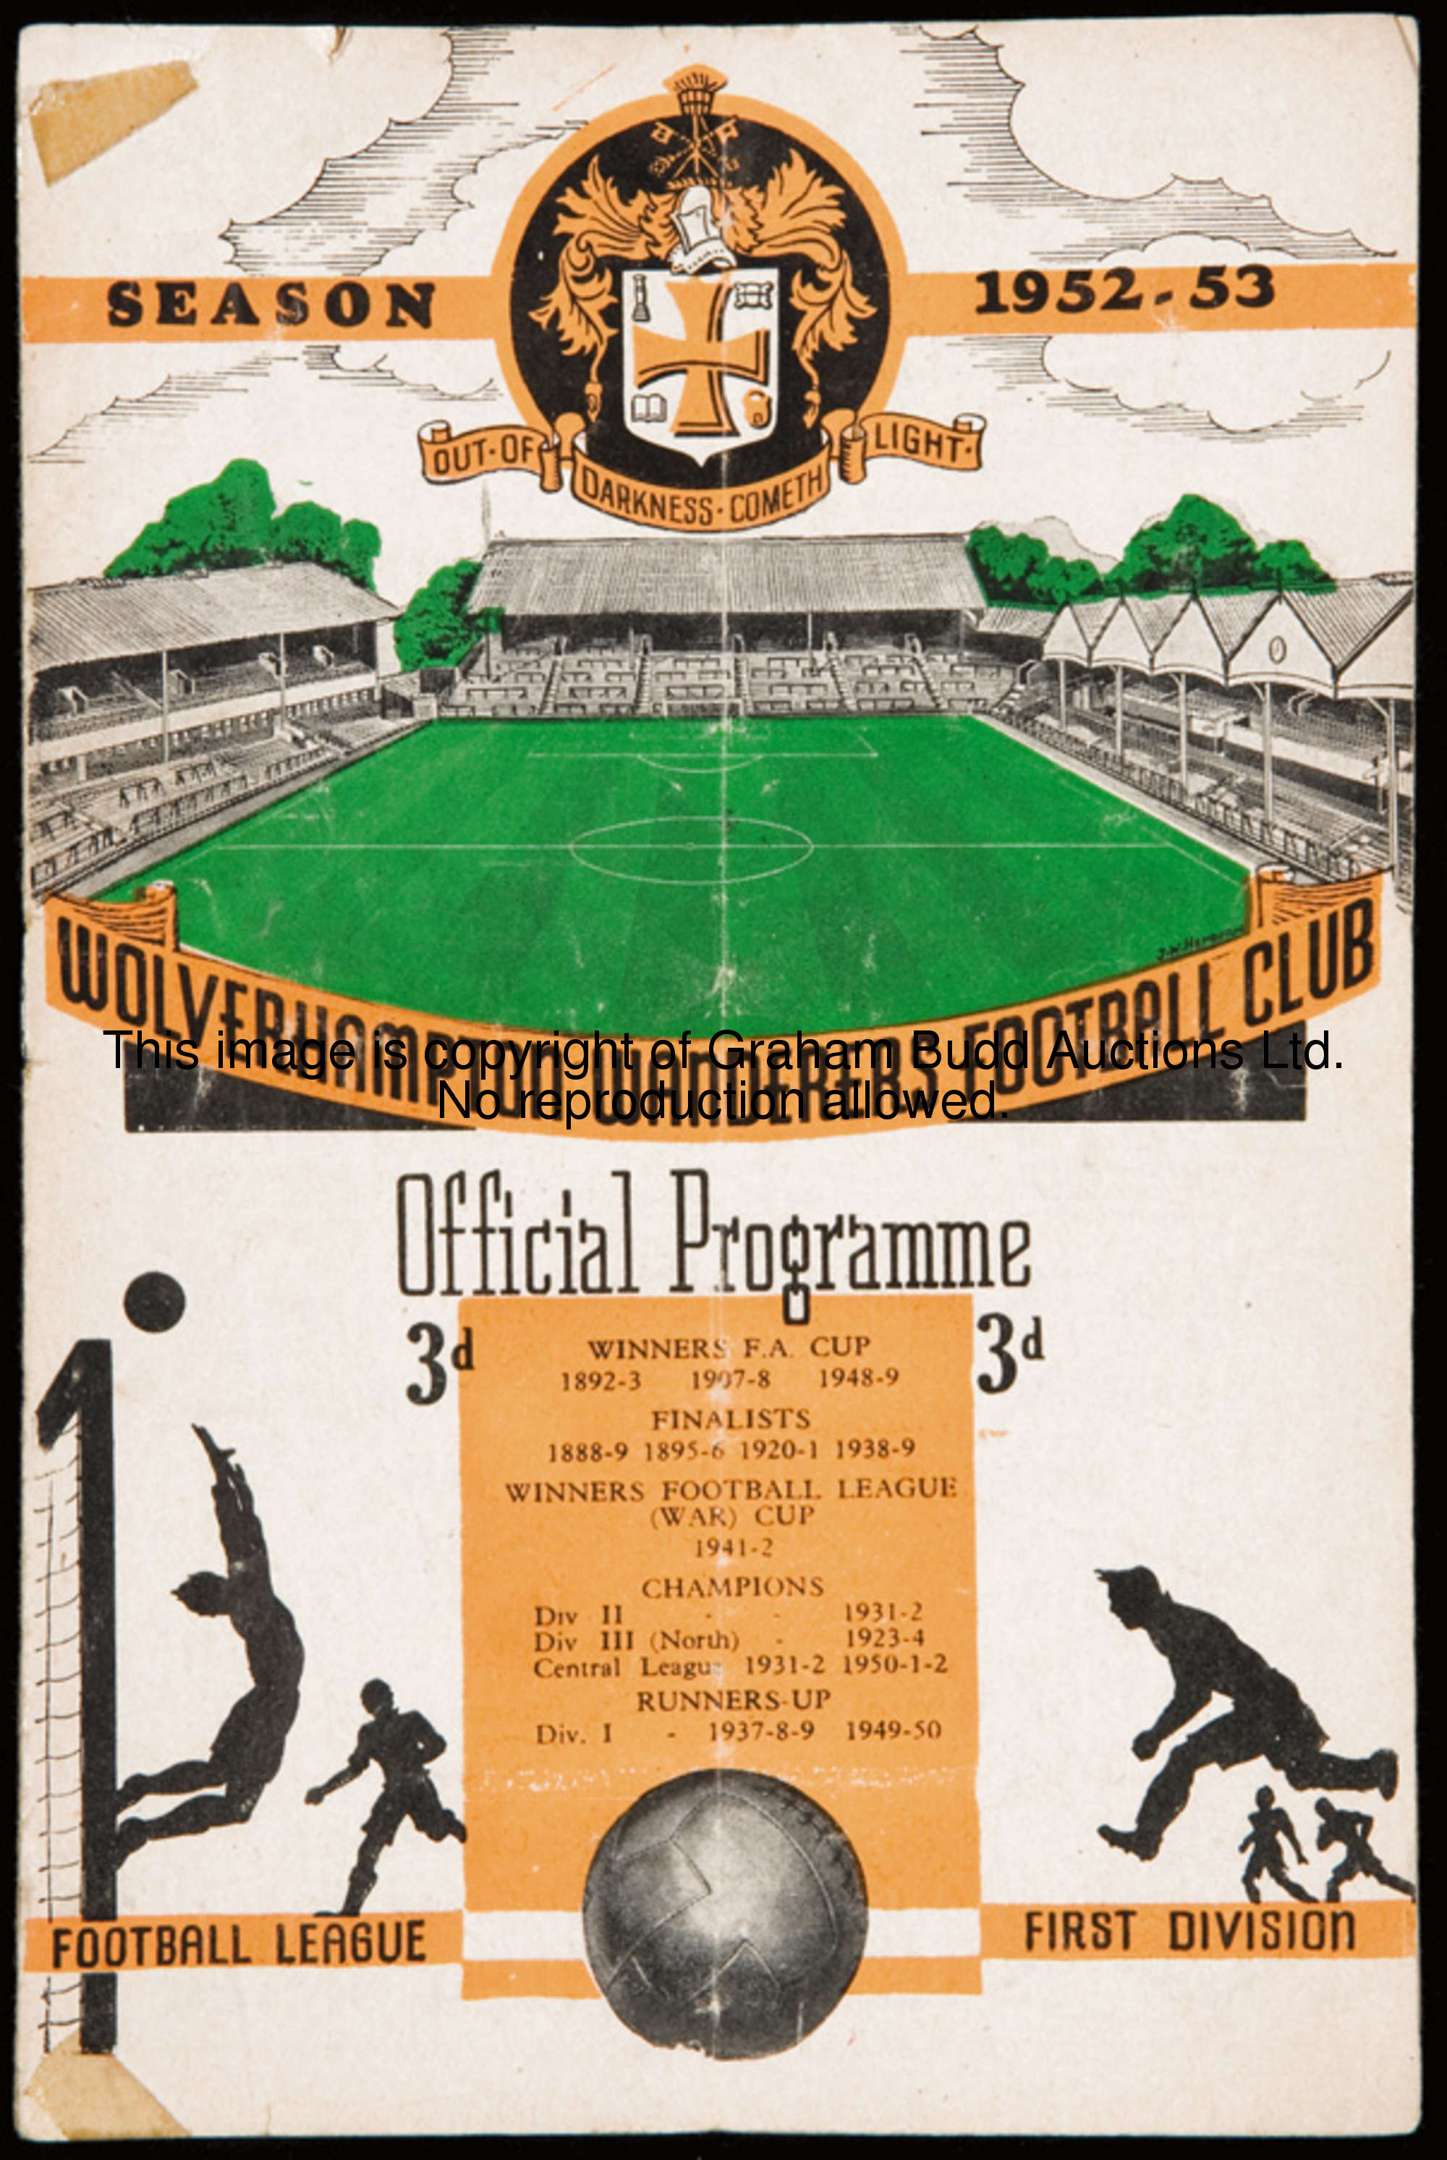 SEASON 1952-53
OUT·OF DARKNESS·COMETH LIGHT·
WOLVERHAMPTON WANDERERS FOOTBALL CLUB
This image is copyright of Graham Budd Auctions Ltd.
No reproduction allowed.
Official Programme
3d 3d
WINNERS F.A. CUP
1892-3 1907-8 1948-9
FINALISTS
1888-9 1895-6 1920-1 1938-9
WINNERS FOOTBALL LEAGUE
(WAR) CUP
1941-2
CHAMPIONS
Div II - - 1931-2
Div III (North) - 1923-4
Central League 1931-2 1950-1-2
RUNNERS-UP
Div. I - 1937-8-9 1949-50
FOOTBALL LEAGUE FIRST DIVISION